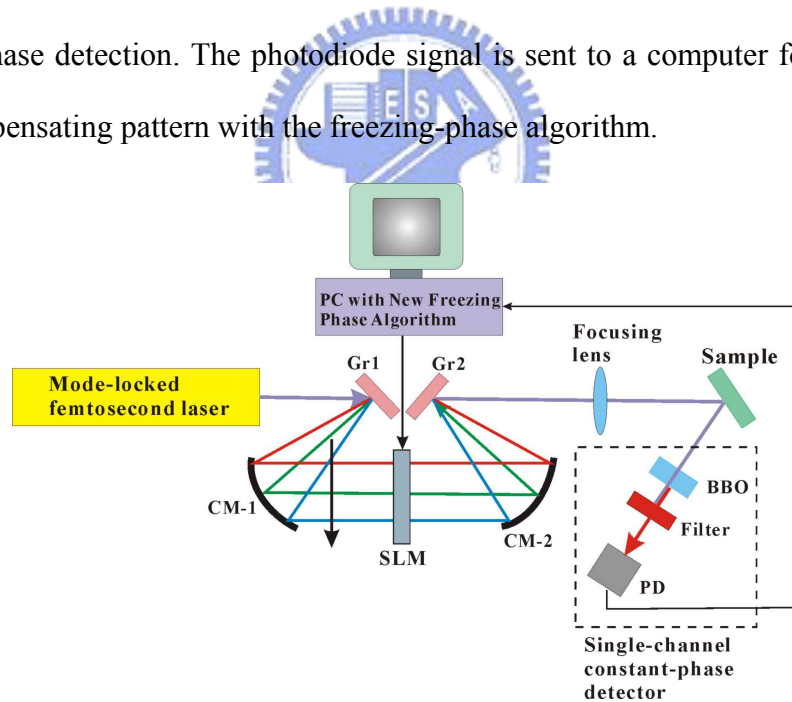 hase detection. The photodiode signal is sent to a computer fo
pensating pattern with the freezing-phase algorithm.
E S A
PC with New Freezing
Phase Algorithm
Focusing
lens
Sample
Gr1
Gr2
Mode-locked
femtosecond laser
CM-1
SLM
CM-2
BBO
Filter
PD
Single-channel
constant-phase
detector